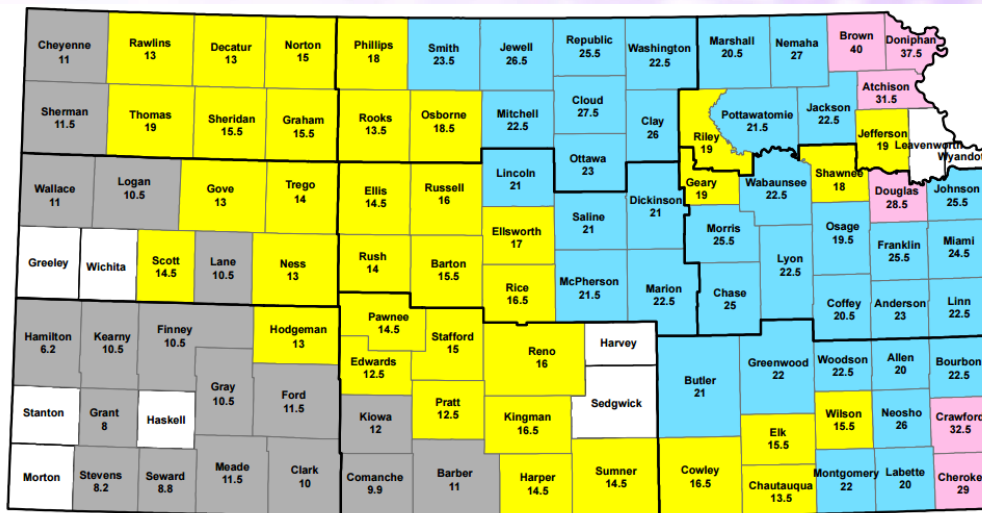 Cheyenne
11
Rawlins
13
Decatur
13
Norton
15
Phillips
18
Smith
23.5
Jewell
26.5
Republic
25.5
Washington
22.5
Marshall
20.5
Nemaha
27
Brown
40
Doniphan
37.5
Atchison
31.5
Sherman
11.5
Thomas
19
Sheridan
15.5
Graham
15.5
Rooks
13.5
Osborne
18.5
Mitchell
22.5
Cloud
27.5
Clay
26
Riley
19
Pottawatomie
21.5
Jackson
22.5
Jefferson
19
Leavenworth
Wyandot
Ottawa
23
Wallace
11
Logan
10.5
Gove
13
Trego
14
Ellis
14.5
Russell
16
Lincoln
21
Saline
21
Dickinson
21
Geary
19
Wabaunsee
22.5
Shawnee
18
Douglas
28.5
Johnson
25.5
Greeley
Wichita
Scott
14.5
Lane
10.5
Ness
13
Rush
14
Barton
15.5
Ellsworth
17
Rice
16.5
McPherson
21.5
Marion
22.5
Morris
25.5
Chase
25
Lyon
22.5
Osage
19.5
Franklin
25.5
Miami
24.5
Coffey
20.5
Anderson
23
Linn
22.5
Hamilton
6.2
Kearny
10.5
Finney
10.5
Hodgeman
13
Pawnee
14.5
Stafford
15
Edwards
12.5
Reno
16
Harvey
Sedgwick
Butler
21
Greenwood
22
Woodson
22.5
Allen
20
Bourbon
22.5
Stanton
Grant
8
Haskell
Gray
10.5
Ford
11.5
Kiowa
12
Pratt
12.5
Kingman
16.5
Elk
15.5
Wilson
15.5
Neosho
26
Crawford
32.5
Morton
Stevens
8.2
Seward
8.8
Meade
11.5
Clark
10
Comanche
9.9
Barber
11
Harper
14.5
Sumner
14.5
Cowley
16.5
Chautauqua
13.5
Montgomery
22
Labette
20
Cheroke
29